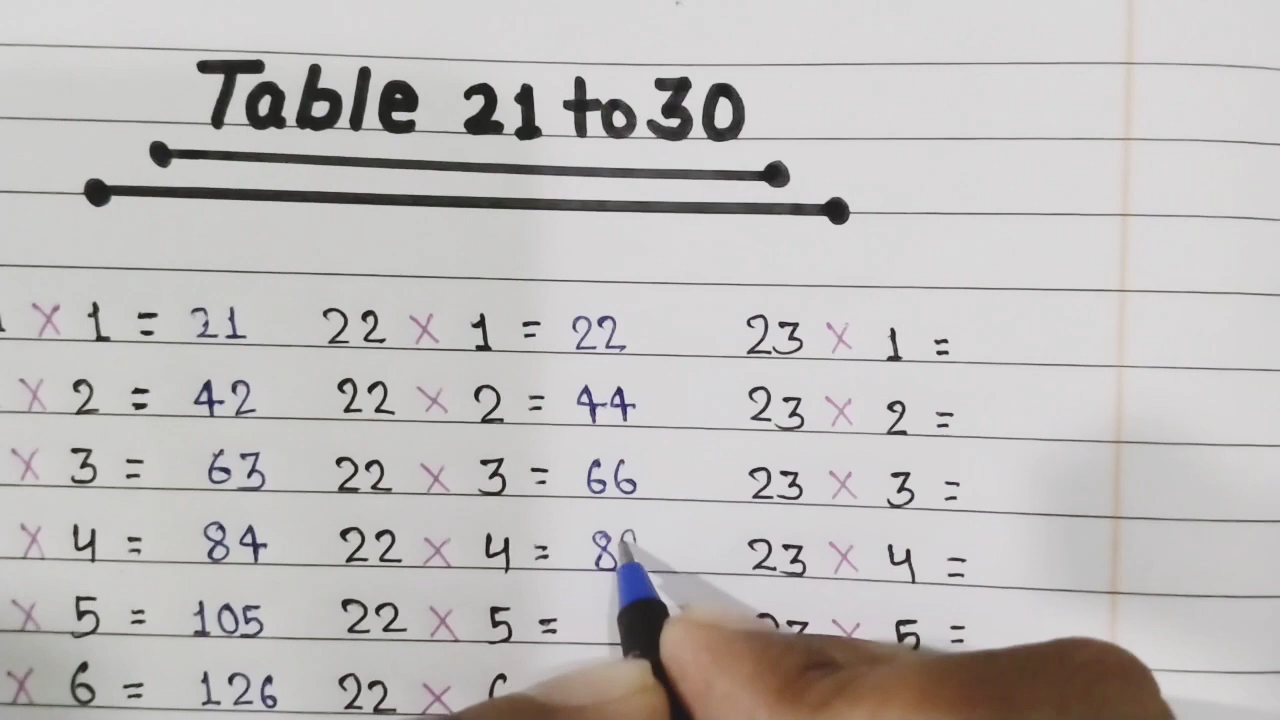 Table 21 to 30
× 1 = 21 22 × 1 = 22 23 × 1 =
× 2 = 42 22 × 2 = 44 23 × 2 =
× 3 = 63 22 × 3 = 66 23 × 3 =
× 4 = 84 22 × 4 = 8 23 × 4 =
× 5 = 105 22 × 5 = × 5 =
× 6 = 126 22 ×